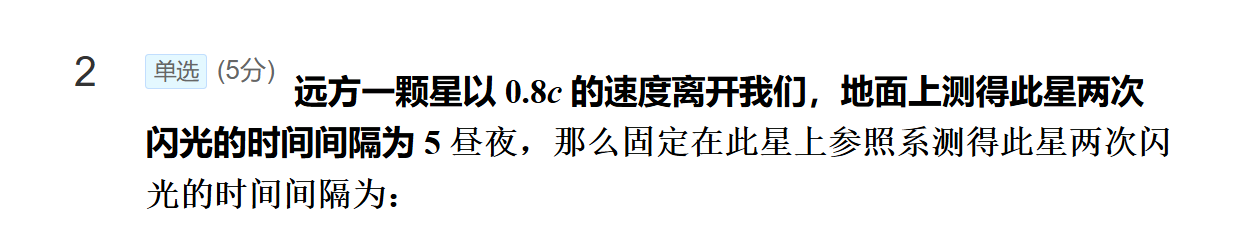 2 单选 (5分) 远方一颗星以 0.8c 的速度离开我们，地面上测得此星两次
闪光的时间间隔为 5 昼夜，那么固定在此星上参照系测得此星两次闪
光的时间间隔为：